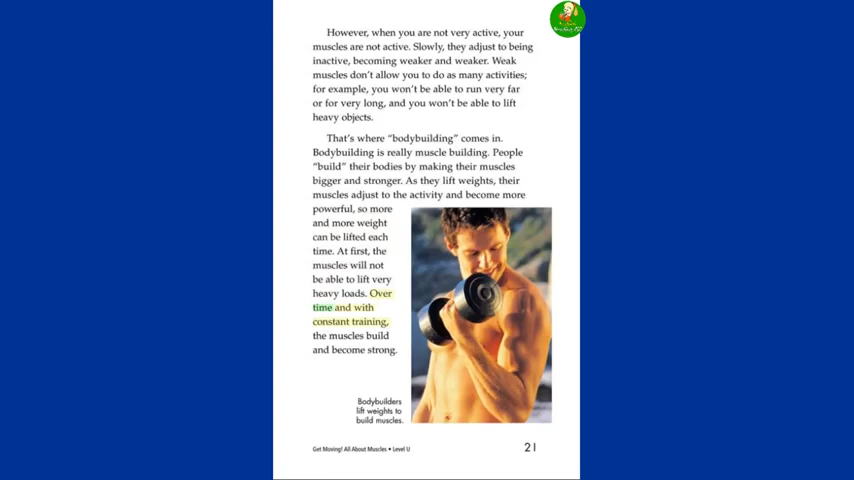 However, when you are not very active, your
muscles are not active. Slowly, they adjust to being
inactive, becoming weaker and weaker. Weak
muscles don't allow you to do as many activities;
for example, you won't be able to run very far
or for very long, and you won't be able to lift
heavy objects.
That's where "bodybuilding" comes in.
Bodybuilding is really muscle building. People
"build" their bodies by making their muscles
bigger and stronger. As they lift weights, their
muscles adjust to the activity and become more
powerful, so more
and more weight
can be lifted each
time. At first, the
muscles will not
be able to lift very
heavy loads. Over
time and with
constant training,
the muscles build
and become strong.
Bodybuilders
lift weights to
build muscles.
Get Moving! All About Muscles • Level U
21